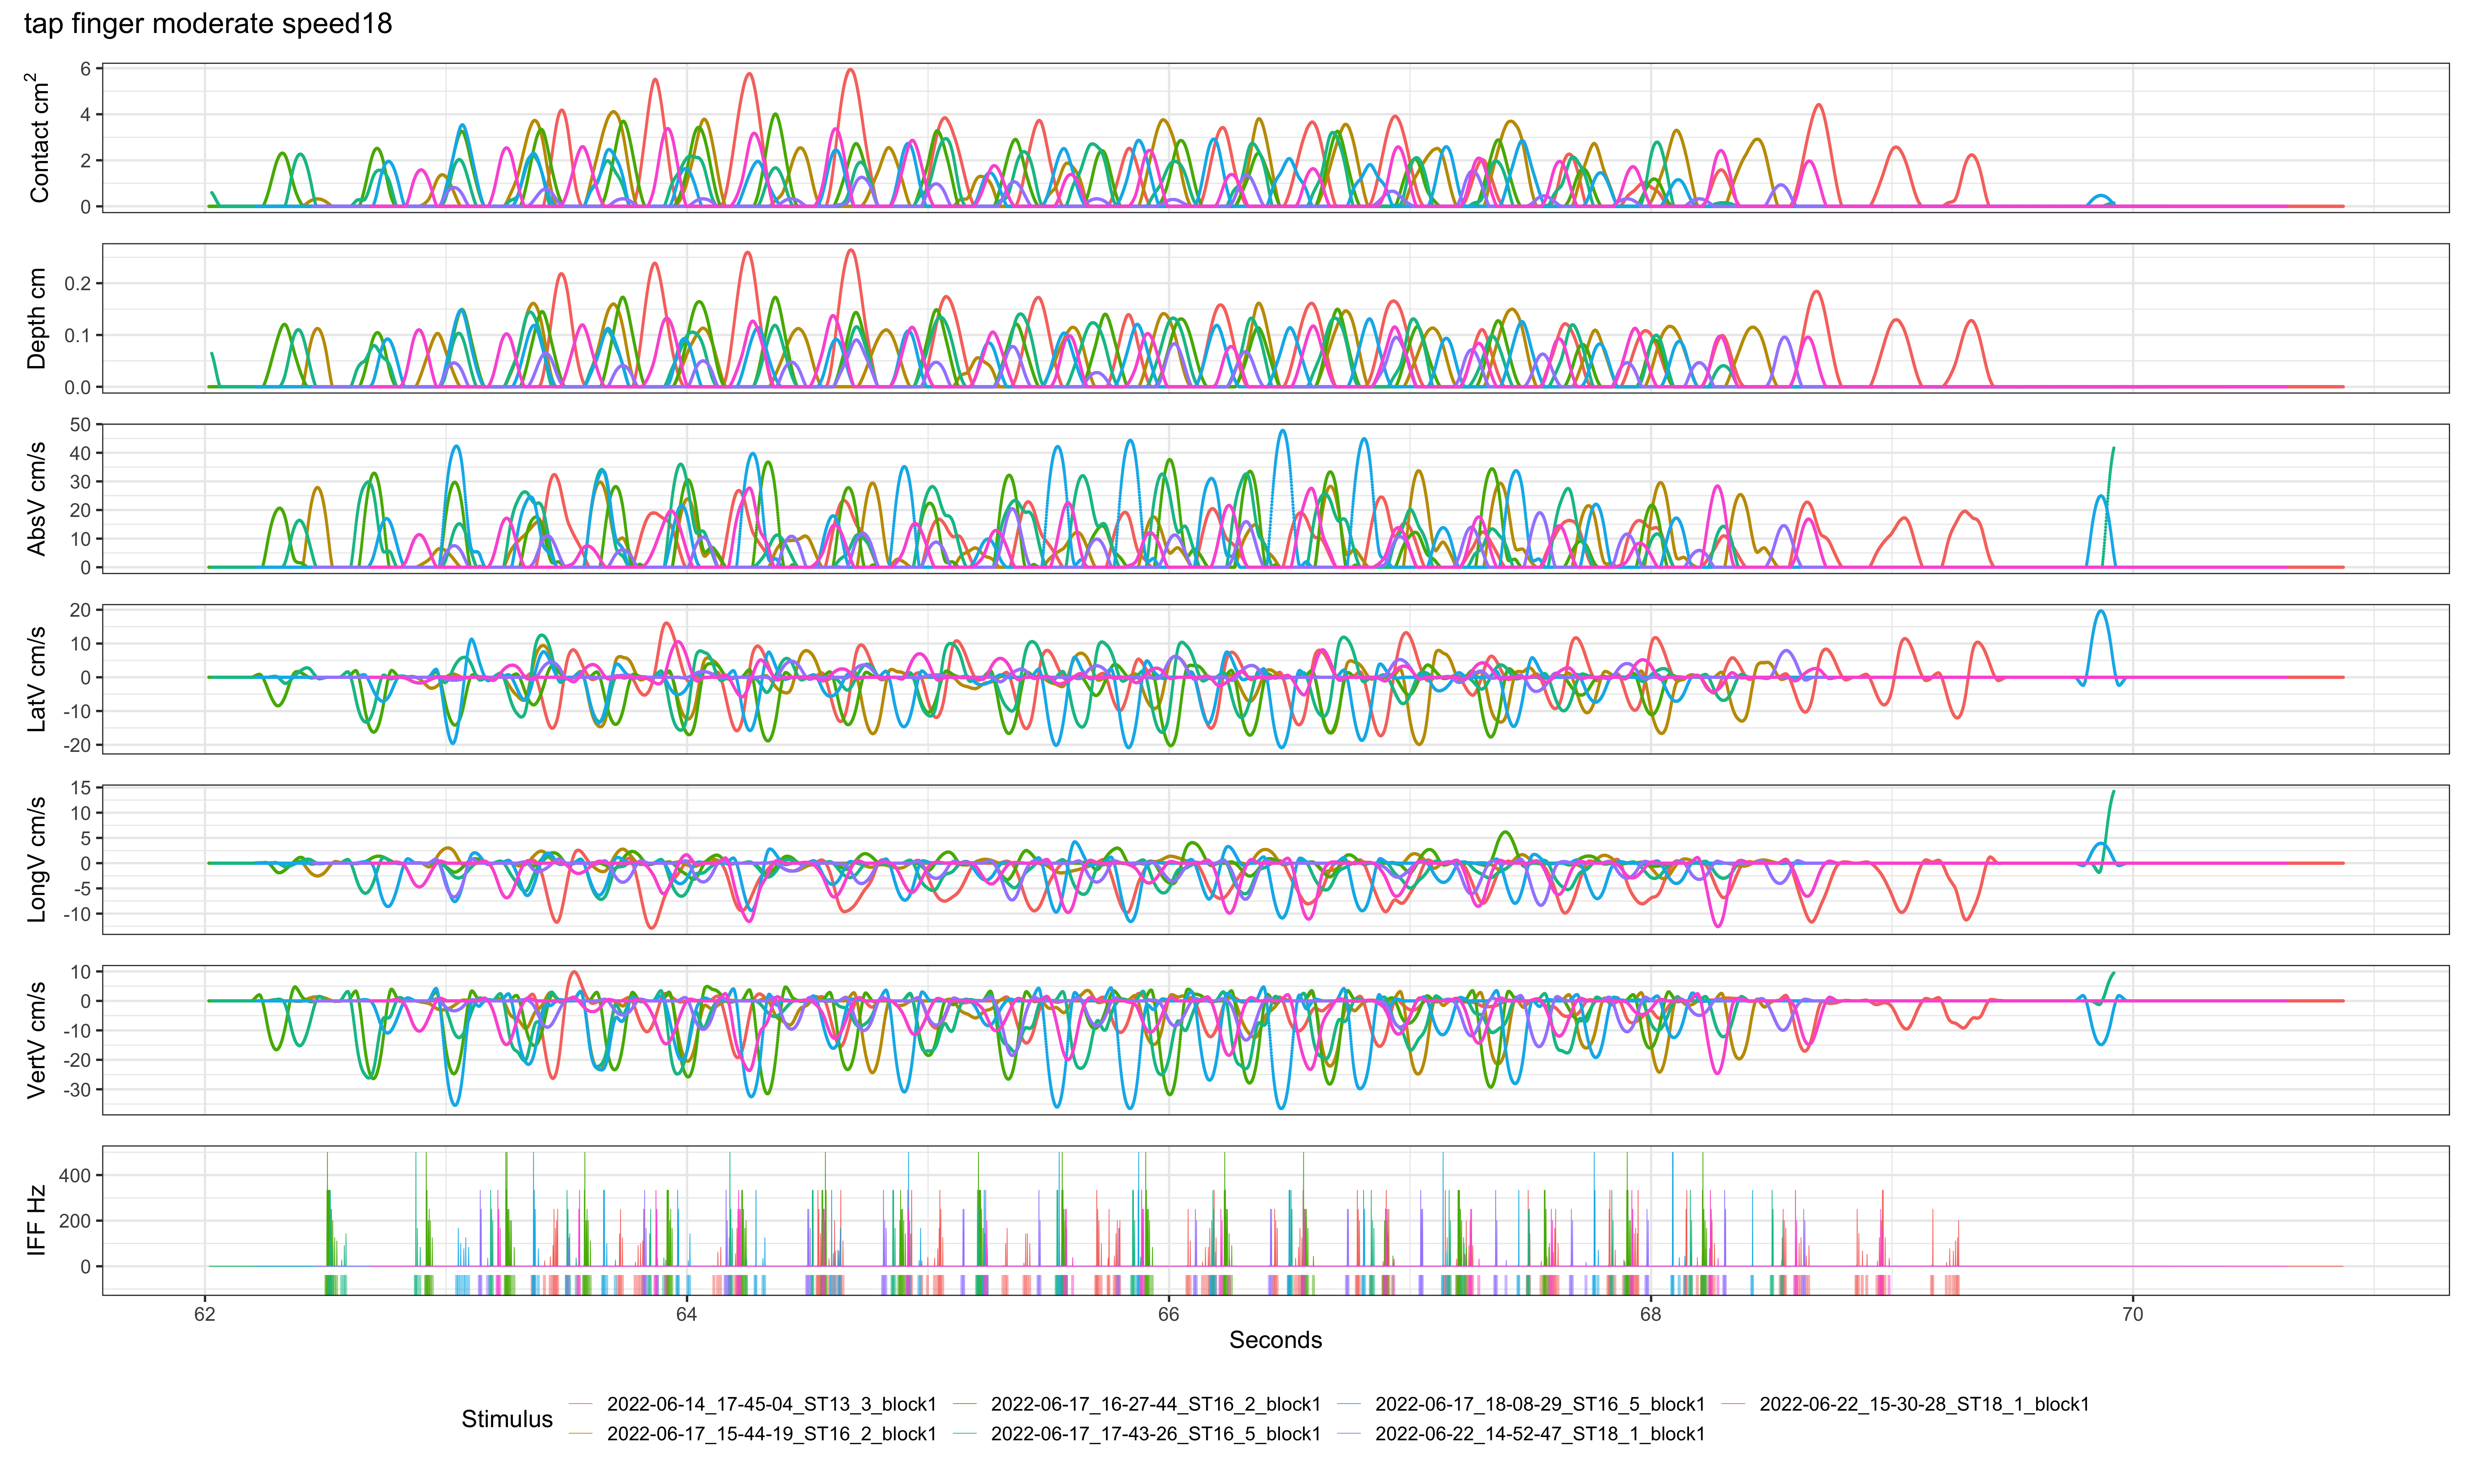 tap finger moderate speed18
Contact cm²
6
4
2
0
Depth cm
0.2
0.1
0.0
AbsV cm/s
50
40
30
20
10
0
LatV cm/s
20
10
0
-10
-20
LongV cm/s
15
10
5
0
-5
-10
VertV cm/s
10
0
-10
-20
-30
IFF Hz
400
200
0
62 64 66 68 70
Seconds
Stimulus
2022-06-14_17-45-04_ST13_3_block1 2022-06-17_16-27-44_ST16_2_block1 2022-06-17_18-08-29_ST16_5_block1 2022-06-22_15-30-28_ST18_1_block1
2022-06-17_15-44-19_ST16_2_block1 2022-06-17_17-43-26_ST16_5_block1 2022-06-22_14-52-47_ST18_1_block1